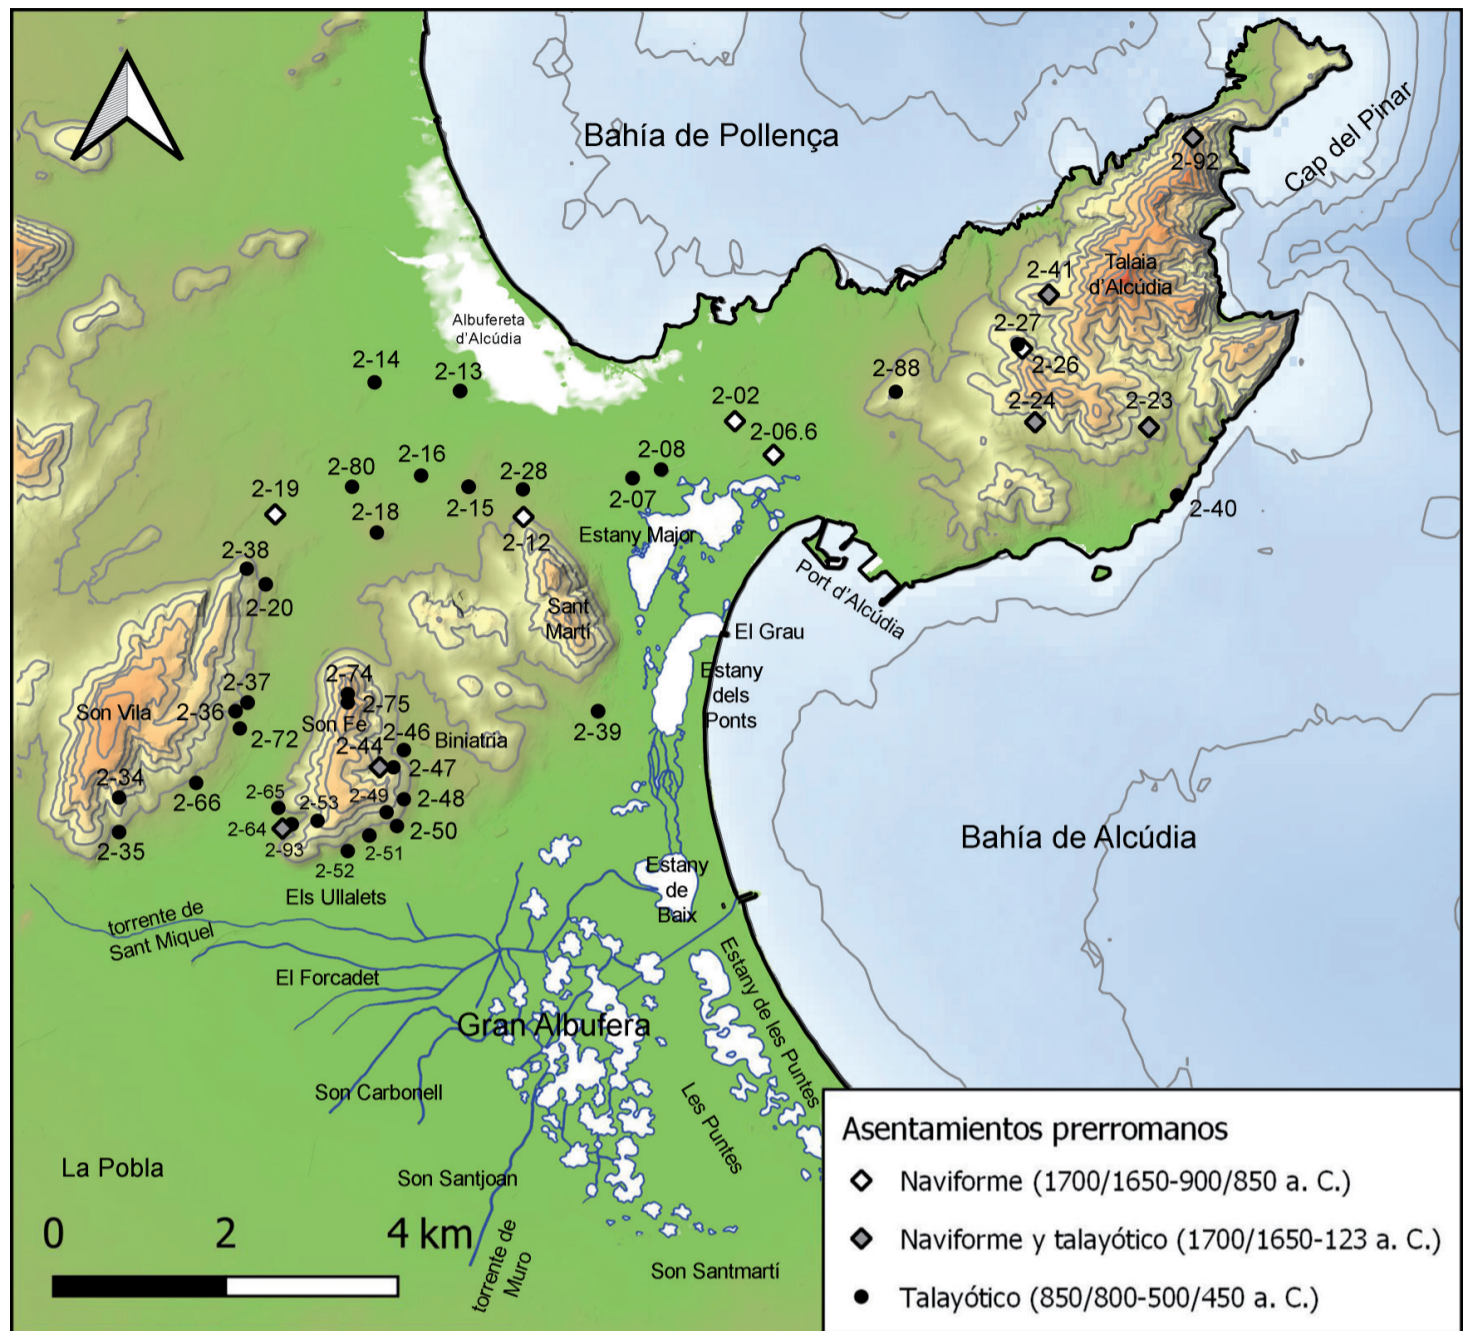 Bahía de Pollença
Cap del Pinar
2-92
2-41
Talaia
d'Alcúdia
Albufereta
d'Alcúdia
2-27
2-26
2-14
2-13
2-88
2-02
2-24
2-23
2-06.6
2-16
2-08
2-80
2-28
2-19
2-15
2-07
2-40
2-18
2-12
Estany Major
2-38
Port d'Alcúdia
2-20
Sant
Martí
El Grau
2-74
Estany
dels
Ponts
2-37
2-75
2-36
Son Vila
Son Fe
2-39
2-72
2-46
Biniatria
2-44
2-47
2-34
2-66
2-65
2-53
2-49
2-48
2-64
2-50
2-35
2-93
2-51
2-52
Bahía de Alcúdia
Estany
de
Baix
Els Ullalets
torrente de
Sant Miquel
El Forcadet
Estany de les Puntes
Gran Albufera
Son Carbonell
Les Puntes
La Pobla
Son Santjoan
torrente de
Muro
Son Santmartí
0 2 4 km
Asentamientos prerromanos
Naviforme (1700/1650-900/850 a. C.)
Naviforme y talayótico (1700/1650-123 a. C.)
Talayótico (850/800-500/450 a. C.)